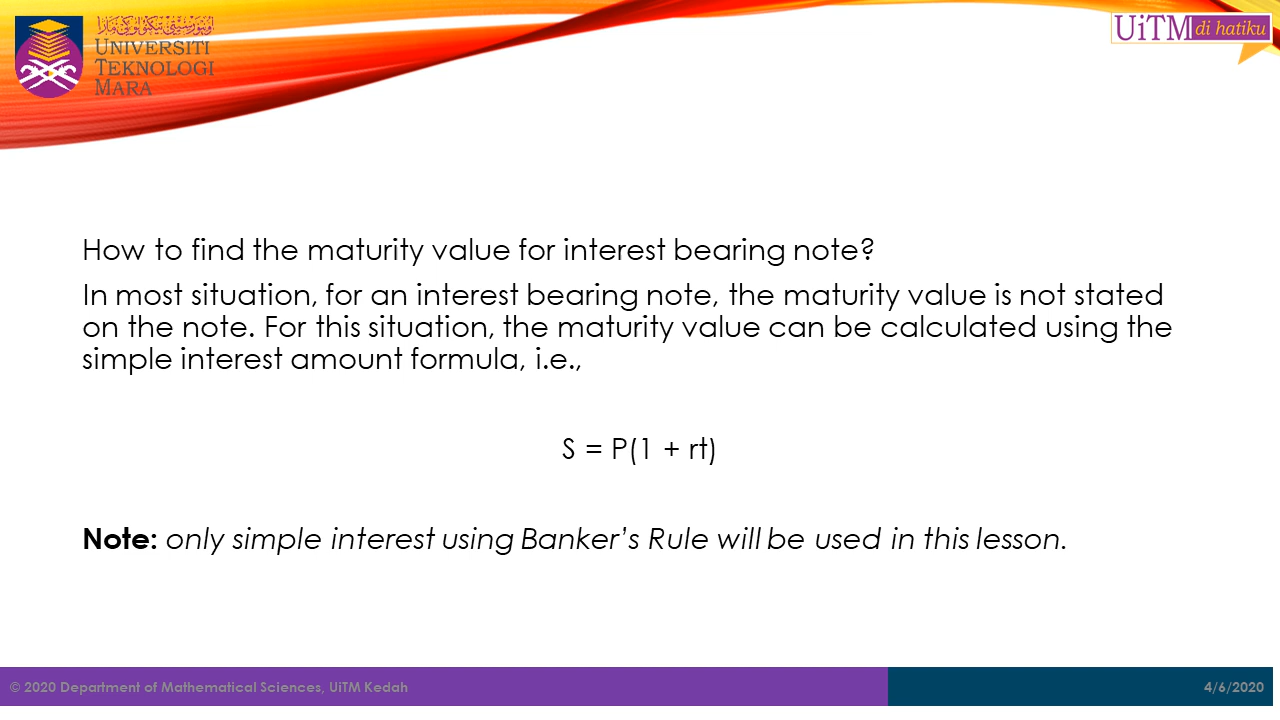 اونيۏرسيتي تيكنولوڬي مارا
UNIVERSITI
TEKNOLOGI
MARA
UiTM di hatiku
How to find the maturity value for interest bearing note?
In most situation, for an interest bearing note, the maturity value is not stated
on the note. For this situation, the maturity value can be calculated using the
simple interest amount formula, i.e.,
S = P(1 + rt)
Note: only simple interest using Banker’s Rule will be used in this lesson.
© 2020 Department of Mathematical Sciences, UiTM Kedah
4/6/2020